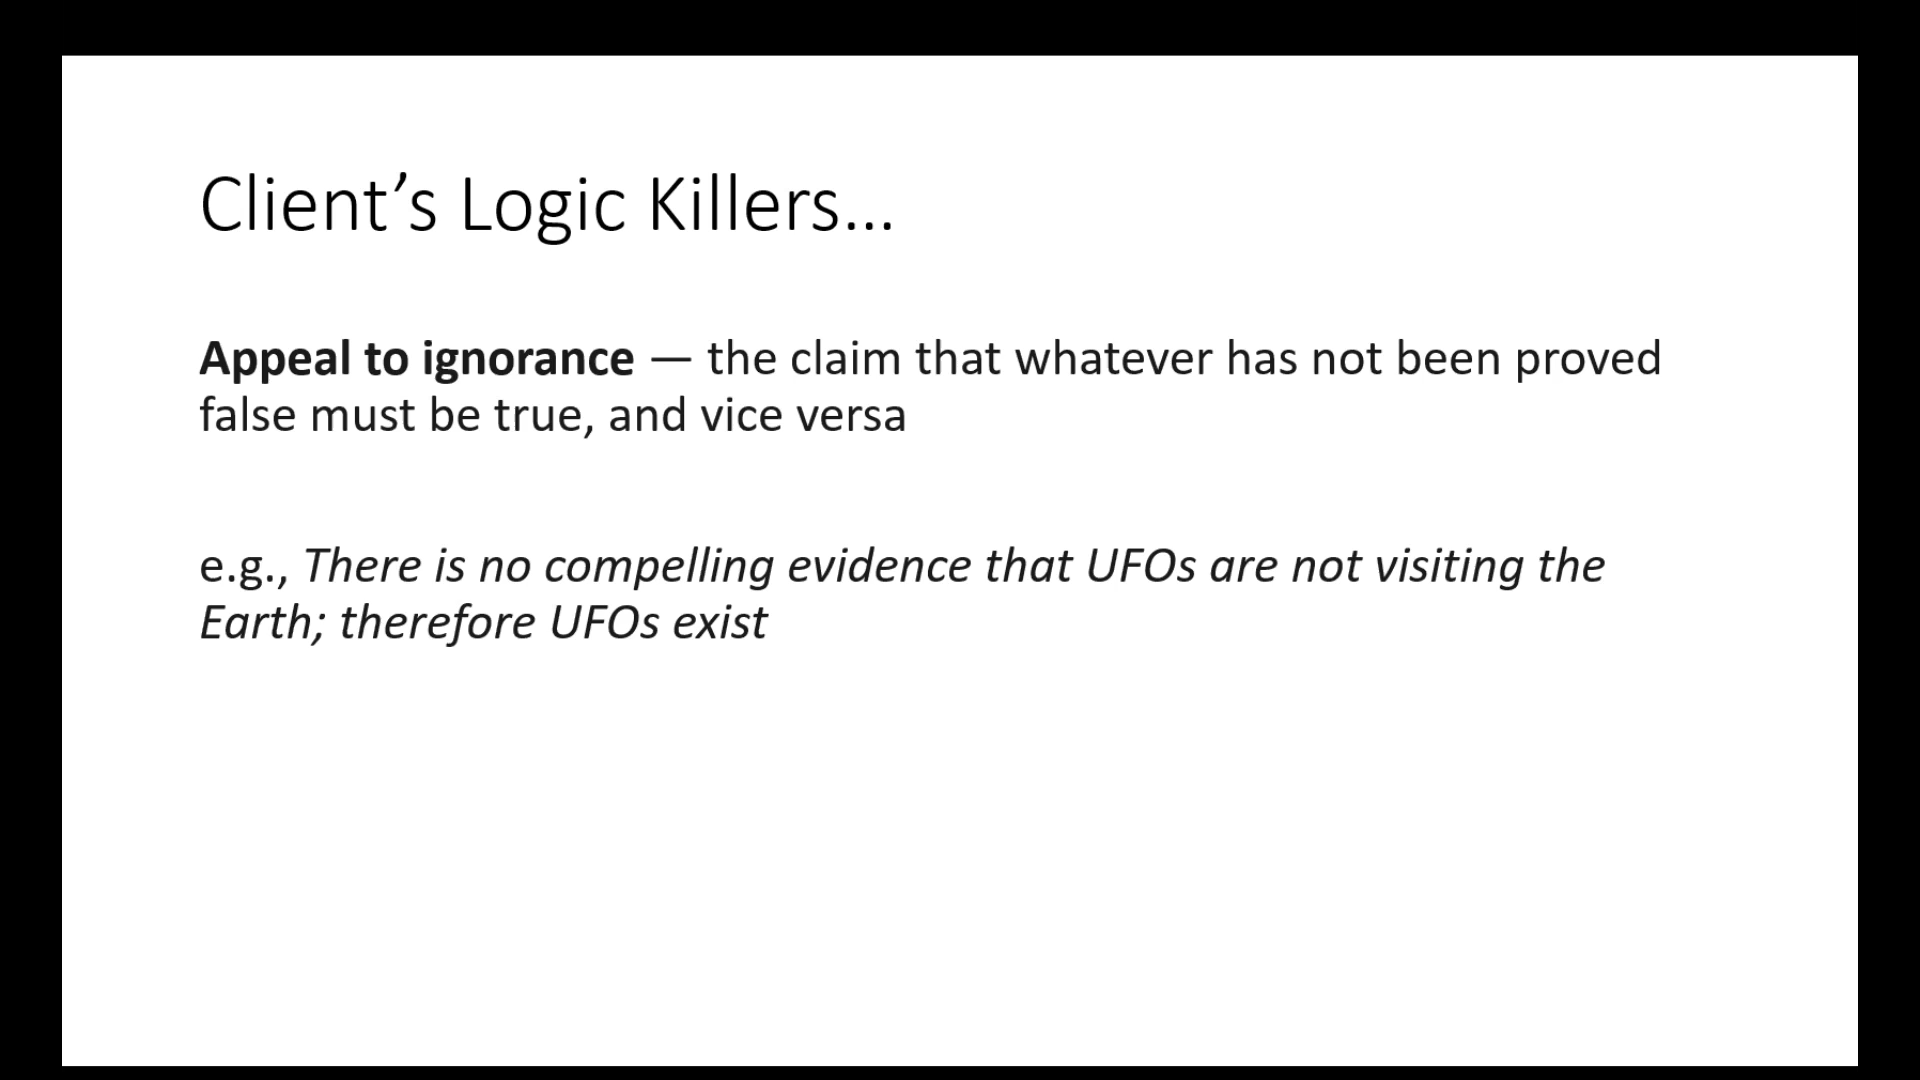 Client’s Logic Killers…
Appeal to ignorance — the claim that whatever has not been proved
false must be true, and vice versa
e.g., There is no compelling evidence that UFOs are not visiting the
Earth; therefore UFOs exist